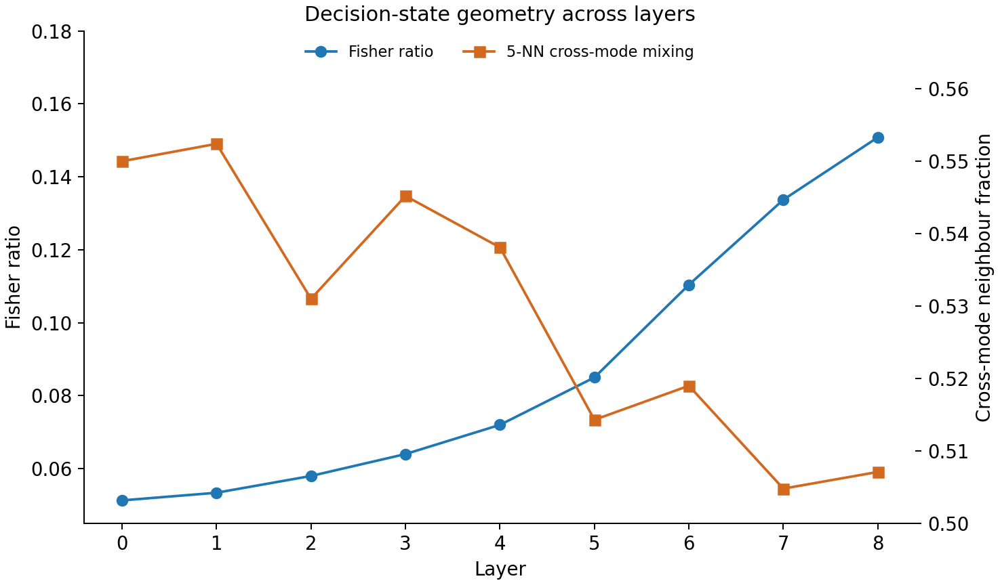 Decision-state geometry across layers
Fisher ratio
5-NN cross-mode mixing
Fisher ratio
0.18
0.16
0.14
0.12
0.10
0.08
0.06
0.56
0.55
0.54
0.53
0.52
0.51
0.50
Cross-mode neighbour fraction
0 1 2 3 4 5 6 7 8
Layer